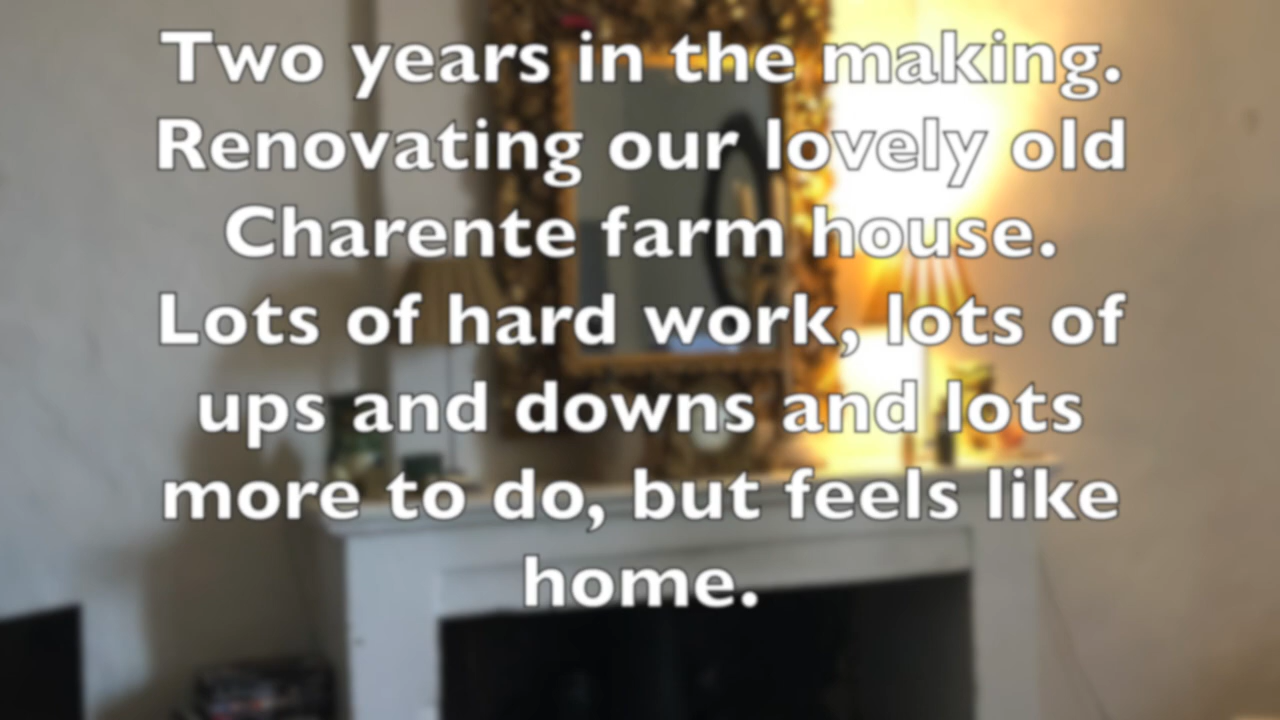 Two years in the making.
Renovating our lovely old
Charente farm house.
Lots of hard work, lots of
ups and downs and lots
more to do, but feels like
home.